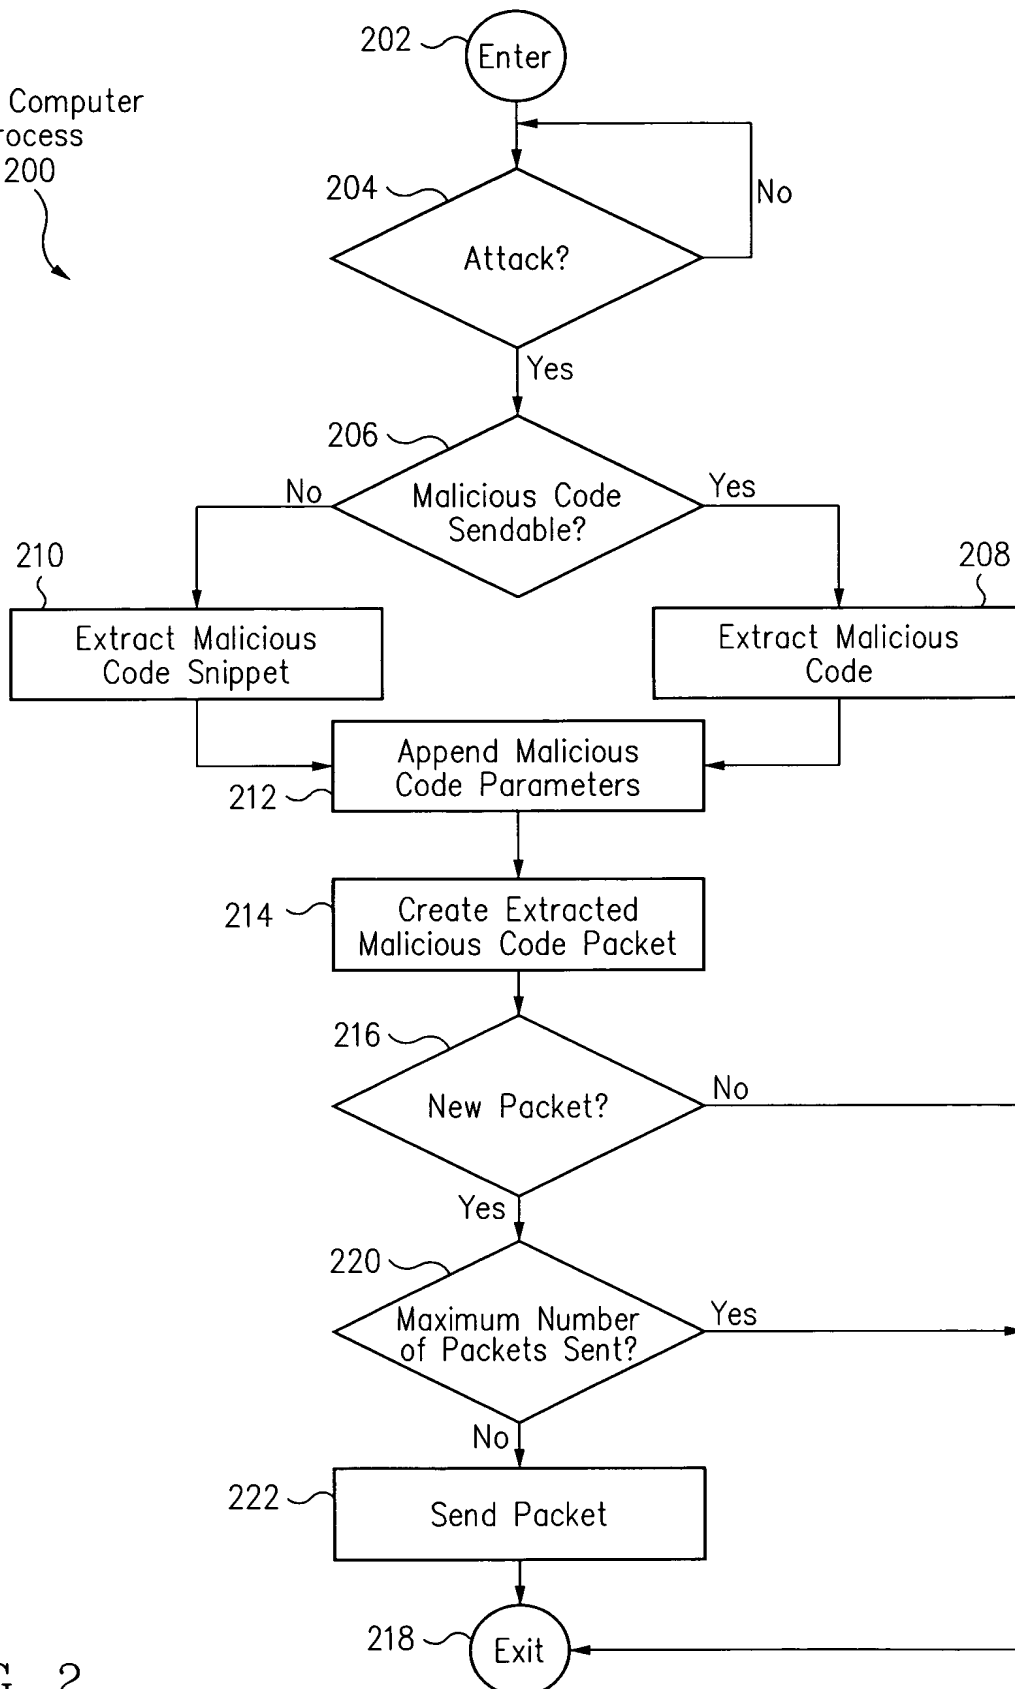 202
Enter
Computer
rocess
200
204
Attack?
No
Yes
206
Malicious Code
Sendable?
No
Yes
210
208
Extract Malicious
Code Snippet
Extract Malicious
Code
Append Malicious
Code Parameters
212
214
Create Extracted
Malicious Code Packet
216
New Packet?
No
Yes
220
Maximum Number
of Packets Sent?
Yes
No
222
Send Packet
218
Exit
G. 2